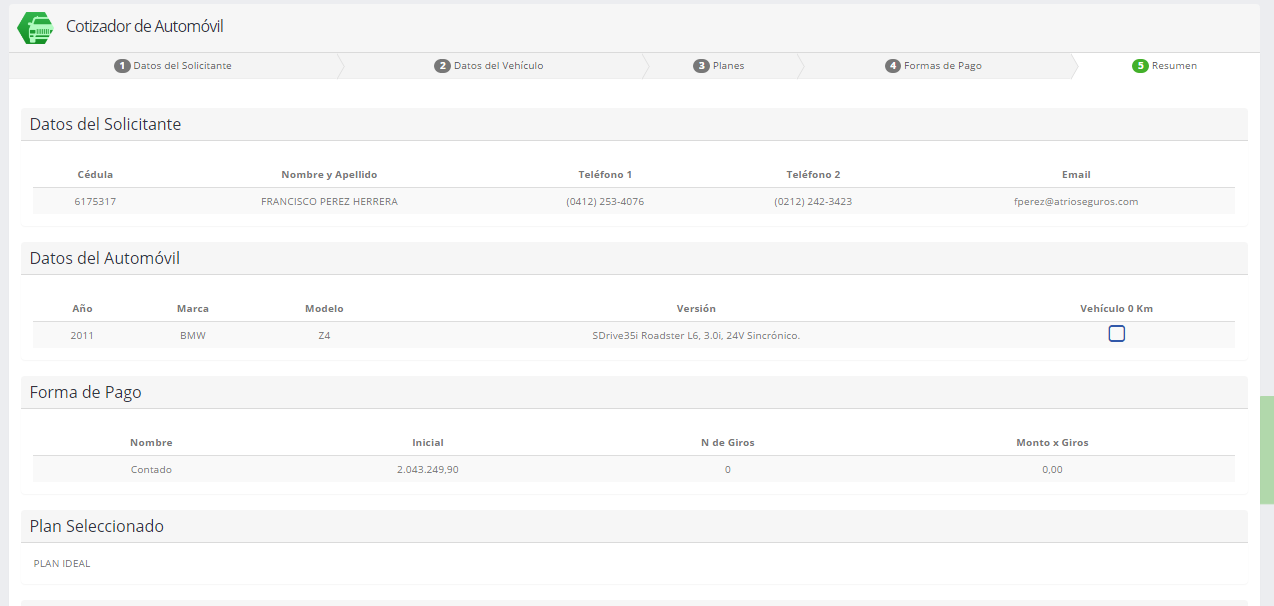 Cotizador de Automóvil
1 Datos del Solicitante 2 Datos del Vehículo 3 Planes 4 Formas de Pago 5 Resumen
Datos del Solicitante
Cédula Nombre y Apellido Teléfono 1 Teléfono 2 Email
6175317 FRANCISCO PEREZ HERRERA (0412) 253-4076 (0212) 242-3423 fperez@atrioseguros.com
Datos del Automóvil
Año Marca Modelo Versión Vehículo 0 Km
2011 BMW Z4 SDrive35i Roadster L6, 3.0i, 24V Sincrónico.
Forma de Pago
Nombre Inicial N de Giros Monto x Giros
Contado 2.043.249,90 0 0,00
Plan Seleccionado
PLAN IDEAL